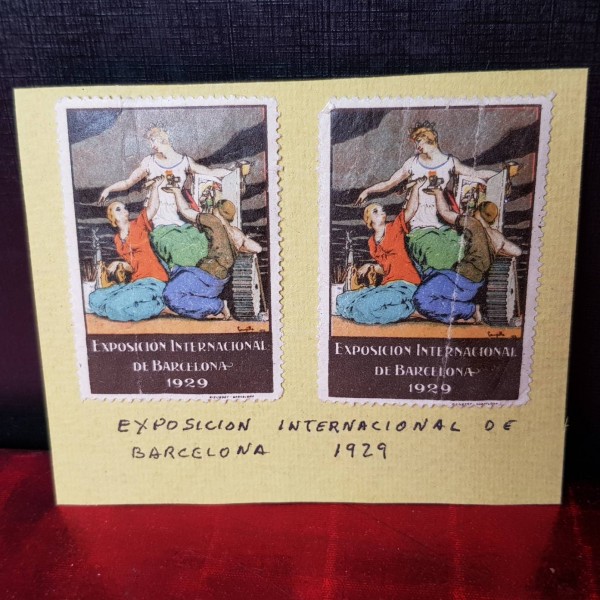 EXPOSICION INTERNACIONAL
DE BARCELONA
1929
EXPOSICION INTERNACIONAL
DE BARCELONA
1929
EXPOSICION INTERNACIONAL DE
BARCELONA 1929